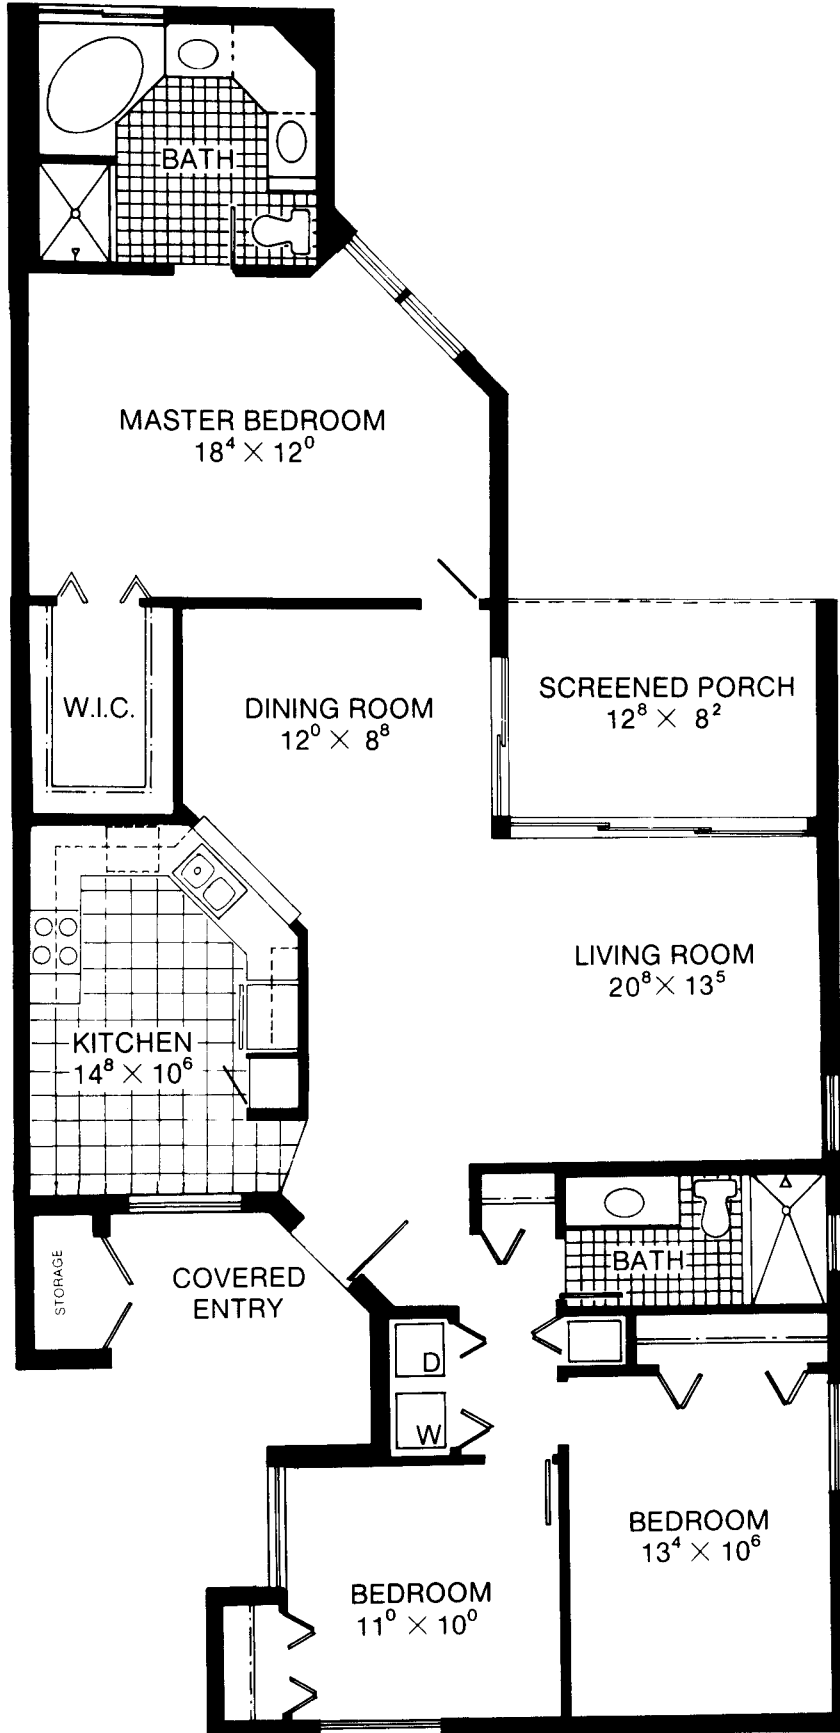 BATH
MASTER BEDROOM
18⁴ × 12⁰
W.I.C.
DINING ROOM
12⁰ × 8⁸
SCREENED PORCH
12⁸ × 8²
LIVING ROOM
20⁸ × 13⁵
KITCHEN
14⁸ × 10⁶
STORAGE
COVERED
ENTRY
BATH
D
W
BEDROOM
13⁴ × 10⁶
BEDROOM
11⁰ × 10⁰